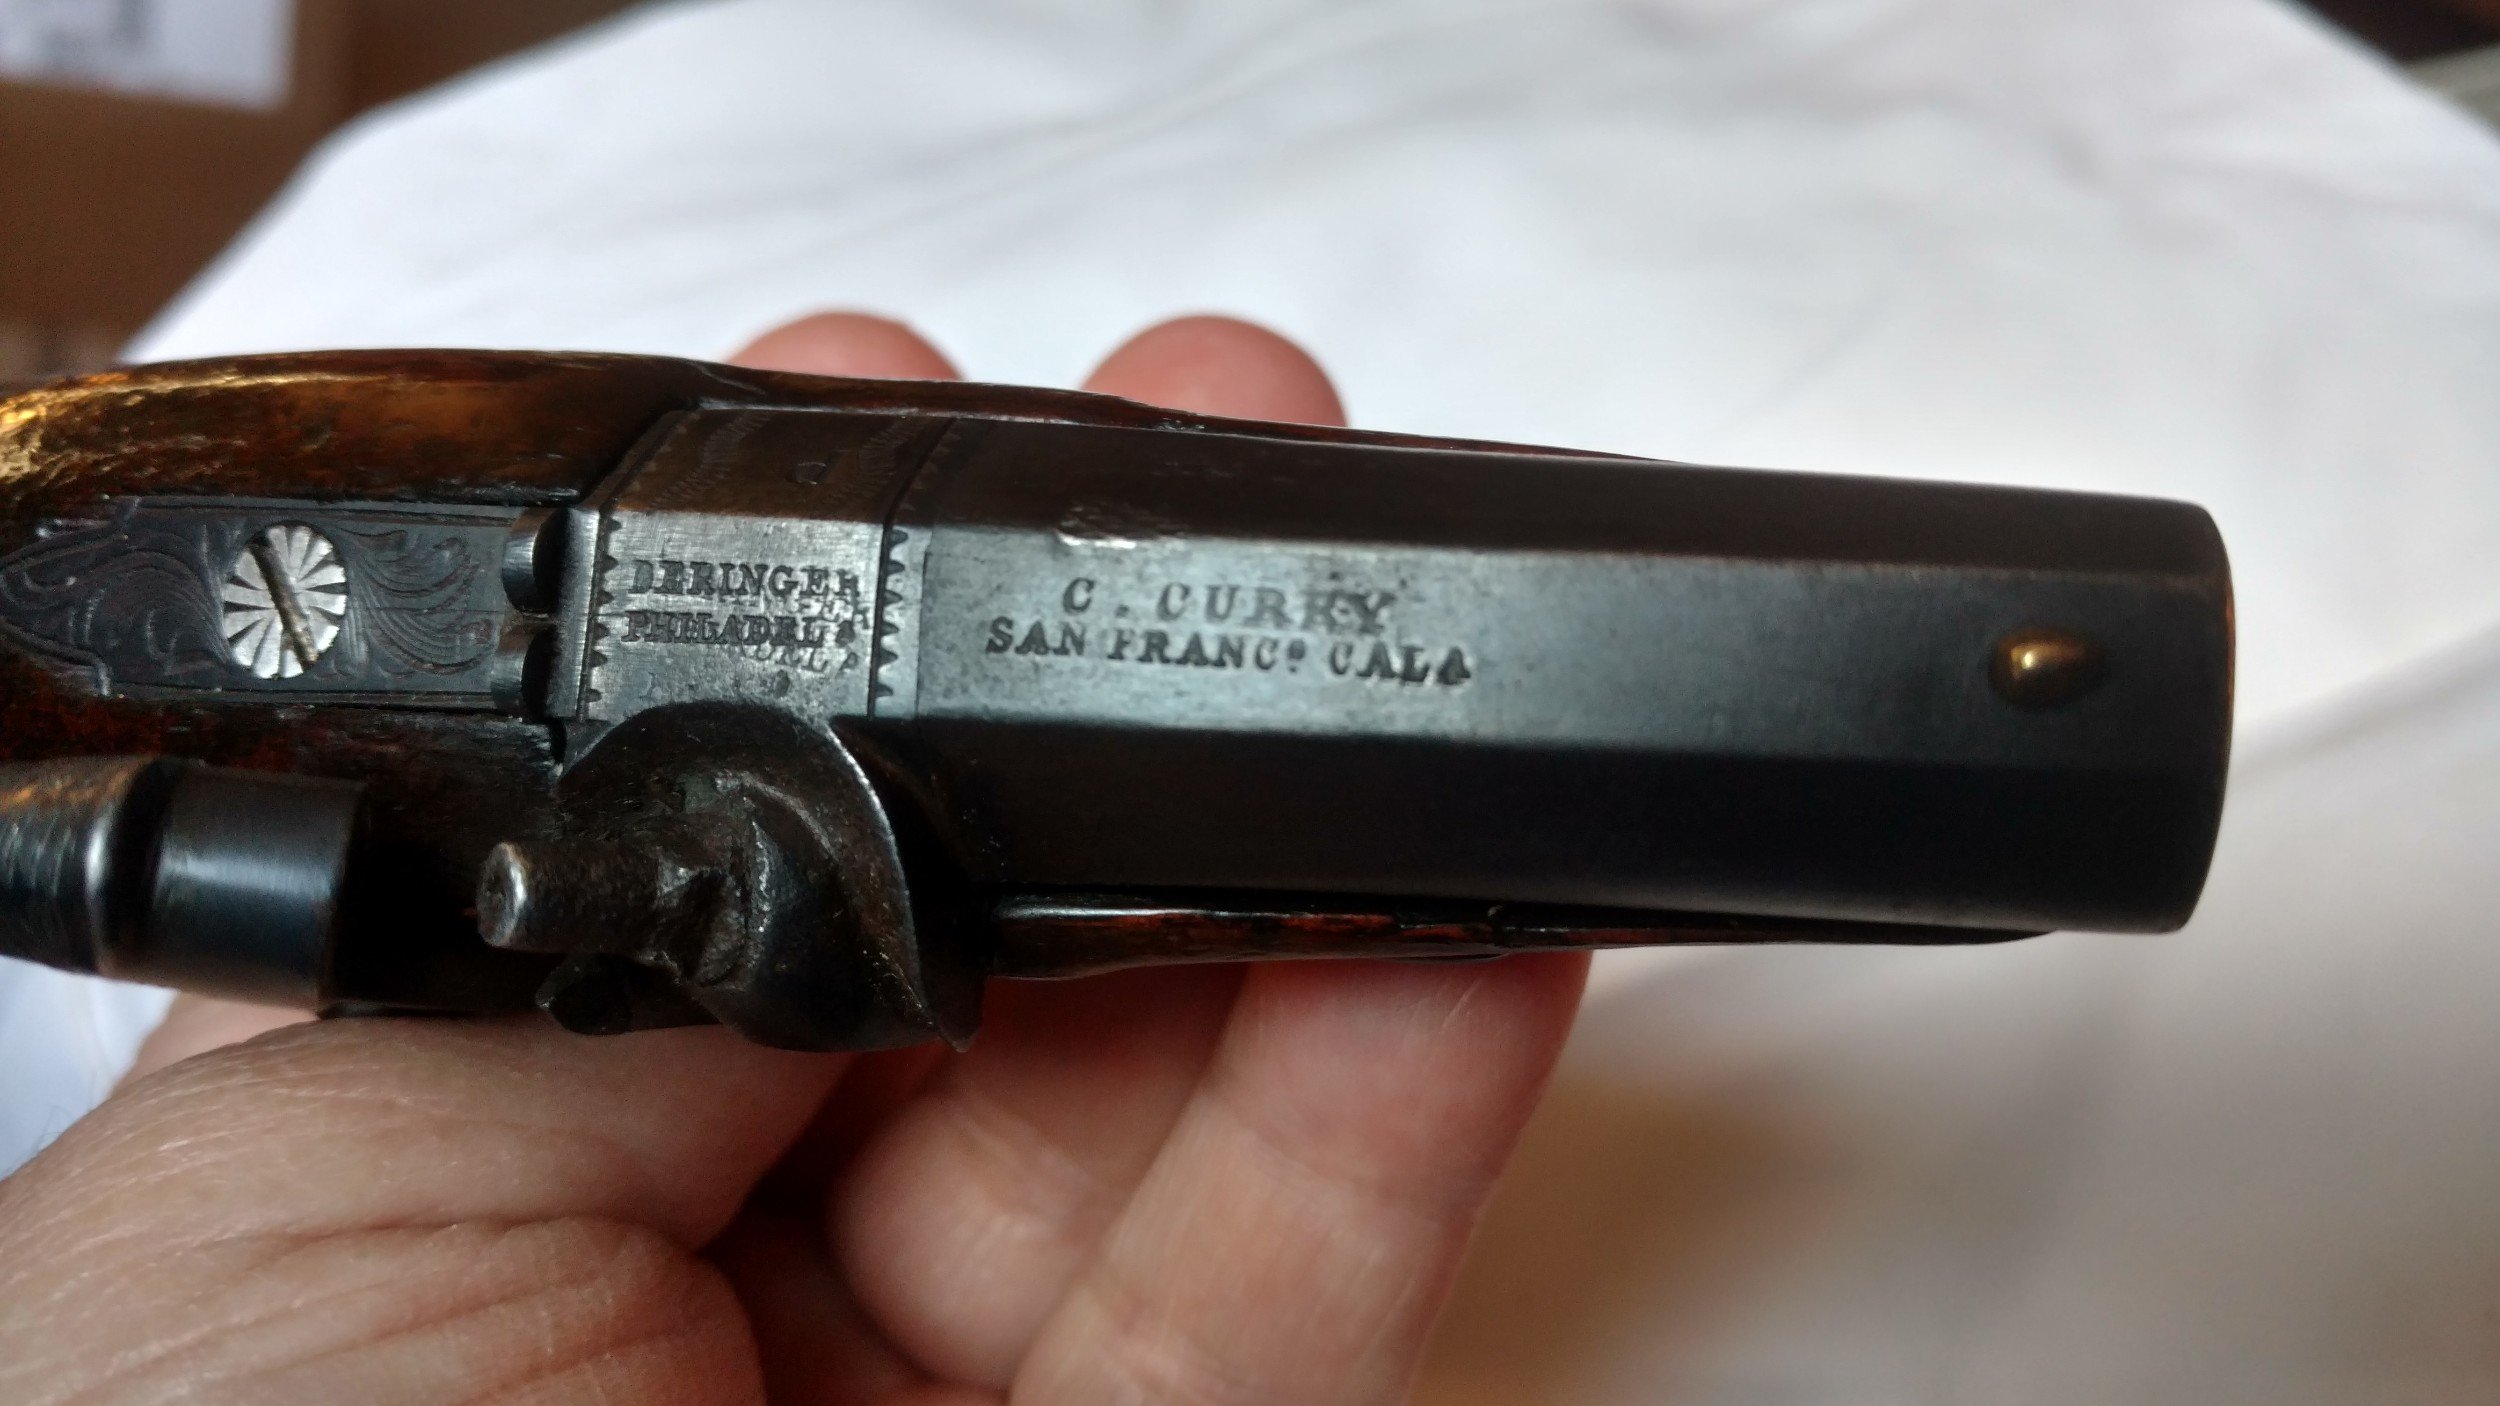 DERINGER
PHILADELᴬ
C. CURRY
SAN FRANCº. CALᴬ